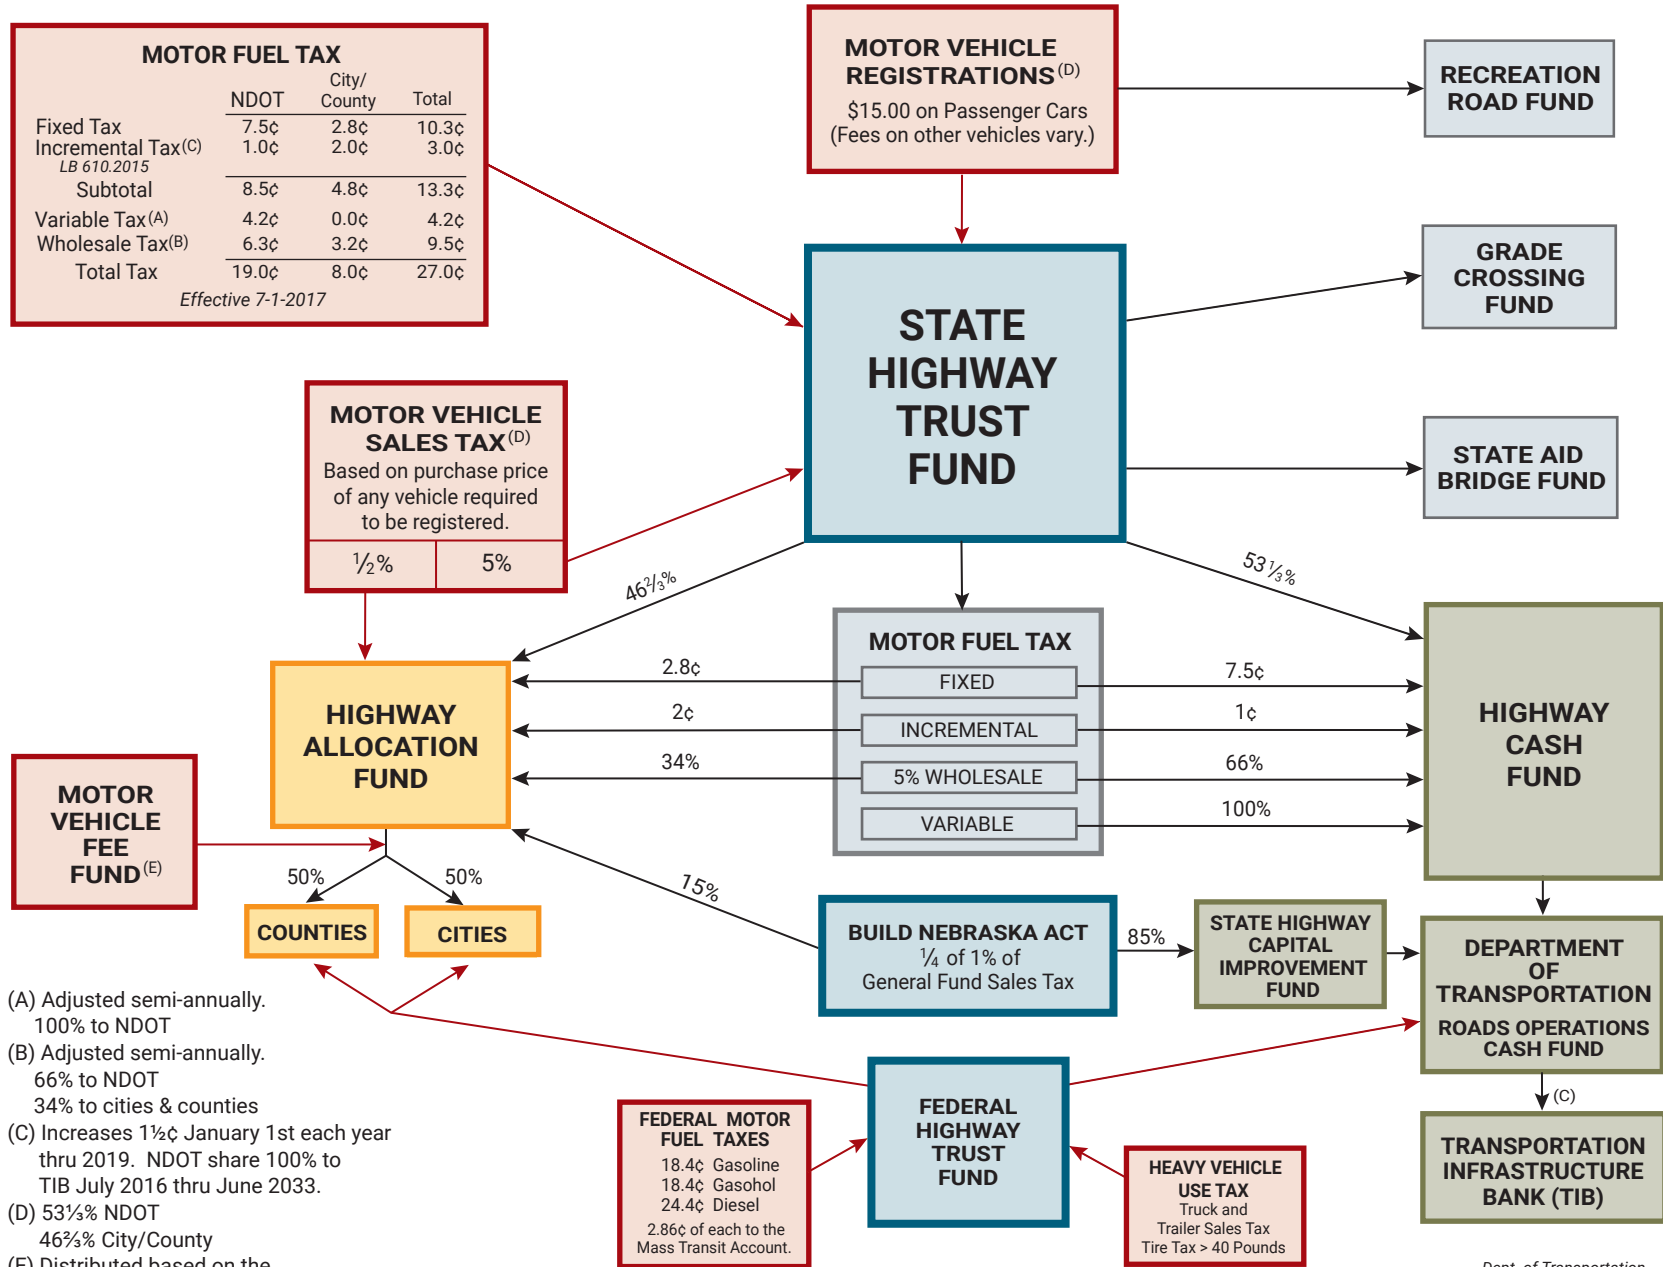 MOTOR FUEL TAX
NDOT City/County Total
Fixed Tax 7.5¢ 2.8¢ 10.3¢
Incremental Tax(C) 1.0¢ 2.0¢ 3.0¢
LB 610.2015
Subtotal 8.5¢ 4.8¢ 13.3¢
Variable Tax(A) 4.2¢ 0.0¢ 4.2¢
Wholesale Tax(B) 6.3¢ 3.2¢ 9.5¢
Total Tax 19.0¢ 8.0¢ 27.0¢
Effective 7-1-2017
MOTOR VEHICLE
REGISTRATIONS(D)
$15.00 on Passenger Cars
(Fees on other vehicles vary.)
RECREATION
ROAD FUND
GRADE
CROSSING
FUND
STATE
HIGHWAY
TRUST
FUND
STATE AID
BRIDGE FUND
MOTOR VEHICLE
SALES TAX(D)
Based on purchase price
of any vehicle required
to be registered.
½% 5%
46⅔%
53⅓%
MOTOR FUEL TAX
2.8¢ FIXED 7.5¢
2¢ INCREMENTAL 1¢
34% 5% WHOLESALE 66%
VARIABLE 100%
HIGHWAY
ALLOCATION
FUND
HIGHWAY
CASH
FUND
MOTOR
VEHICLE
FEE
FUND(E)
50% 50%
COUNTIES
CITIES
15%
BUILD NEBRASKA ACT
¼ of 1% of
General Fund Sales Tax
85%
STATE HIGHWAY
CAPITAL
IMPROVEMENT
FUND
DEPARTMENT
OF
TRANSPORTATION
ROADS OPERATIONS
CASH FUND
(C)
TRANSPORTATION
INFRASTRUCTURE
BANK (TIB)
FEDERAL
HIGHWAY
TRUST
FUND
FEDERAL MOTOR
FUEL TAXES
18.4¢ Gasoline
18.4¢ Gasohol
24.4¢ Diesel
2.86¢ of each to the
Mass Transit Account.
HEAVY VEHICLE
USE TAX
Truck and
Trailer Sales Tax
Tire Tax > 40 Pounds
(A) Adjusted semi-annually.
100% to NDOT
(B) Adjusted semi-annually.
66% to NDOT
34% to cities & counties
(C) Increases 1½¢ January 1st each year
thru 2019. NDOT share 100% to
TIB July 2016 thru June 2033.
(D) 53⅓% NDOT
46⅔% City/County
(E) Distributed based on the
Dept. of Transportation